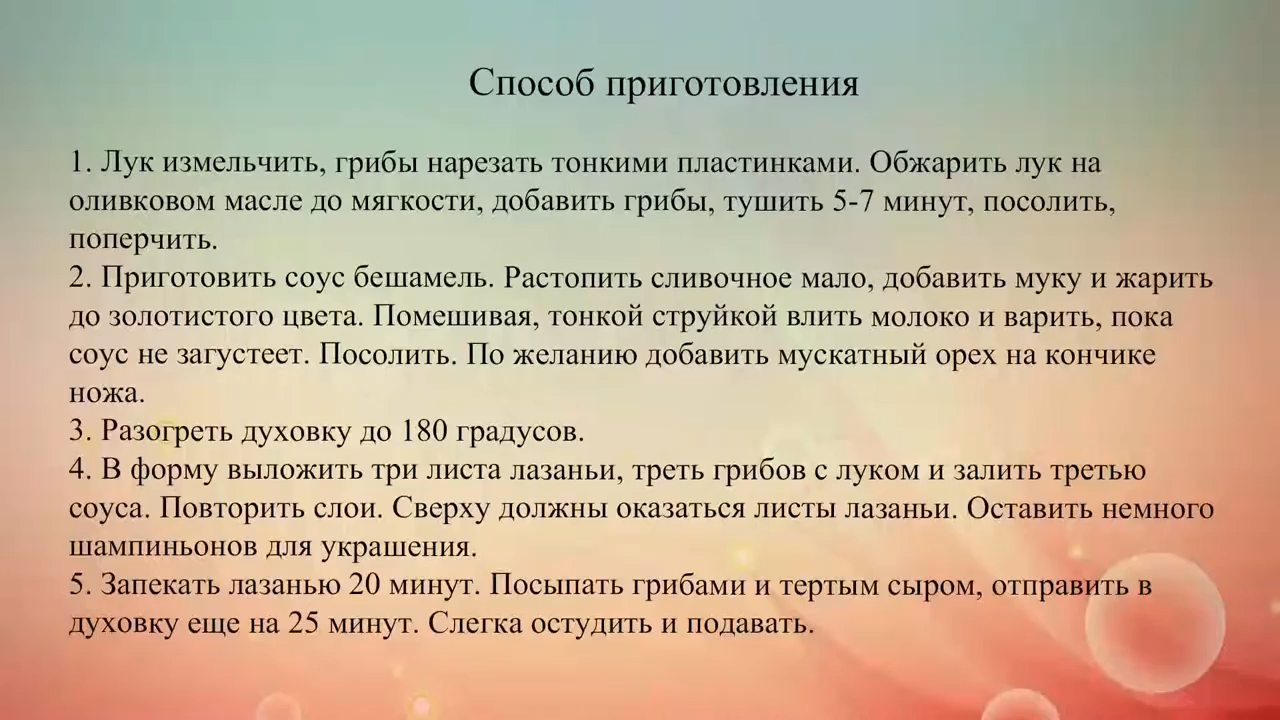 Способ приготовления
1. Лук измельчить, грибы нарезать тонкими пластинками. Обжарить лук на
оливковом масле до мягкости, добавить грибы, тушить 5-7 минут, посолить,
поперчить.
2. Приготовить соус бешамель. Растопить сливочное мало, добавить муку и жарить
до золотистого цвета. Помешивая, тонкой струйкой влить молоко и варить, пока
соус не загустеет. Посолить. По желанию добавить мускатный орех на кончике
ножа.
3. Разогреть духовку до 180 градусов.
4. В форму выложить три листа лазаньи, треть грибов с луком и залить третью
соуса. Повторить слои. Сверху должны оказаться листы лазаньи. Оставить немного
шампиньонов для украшения.
5. Запекать лазанью 20 минут. Посыпать грибами и тертым сыром, отправить в
духовку еще на 25 минут. Слегка остудить и подавать.